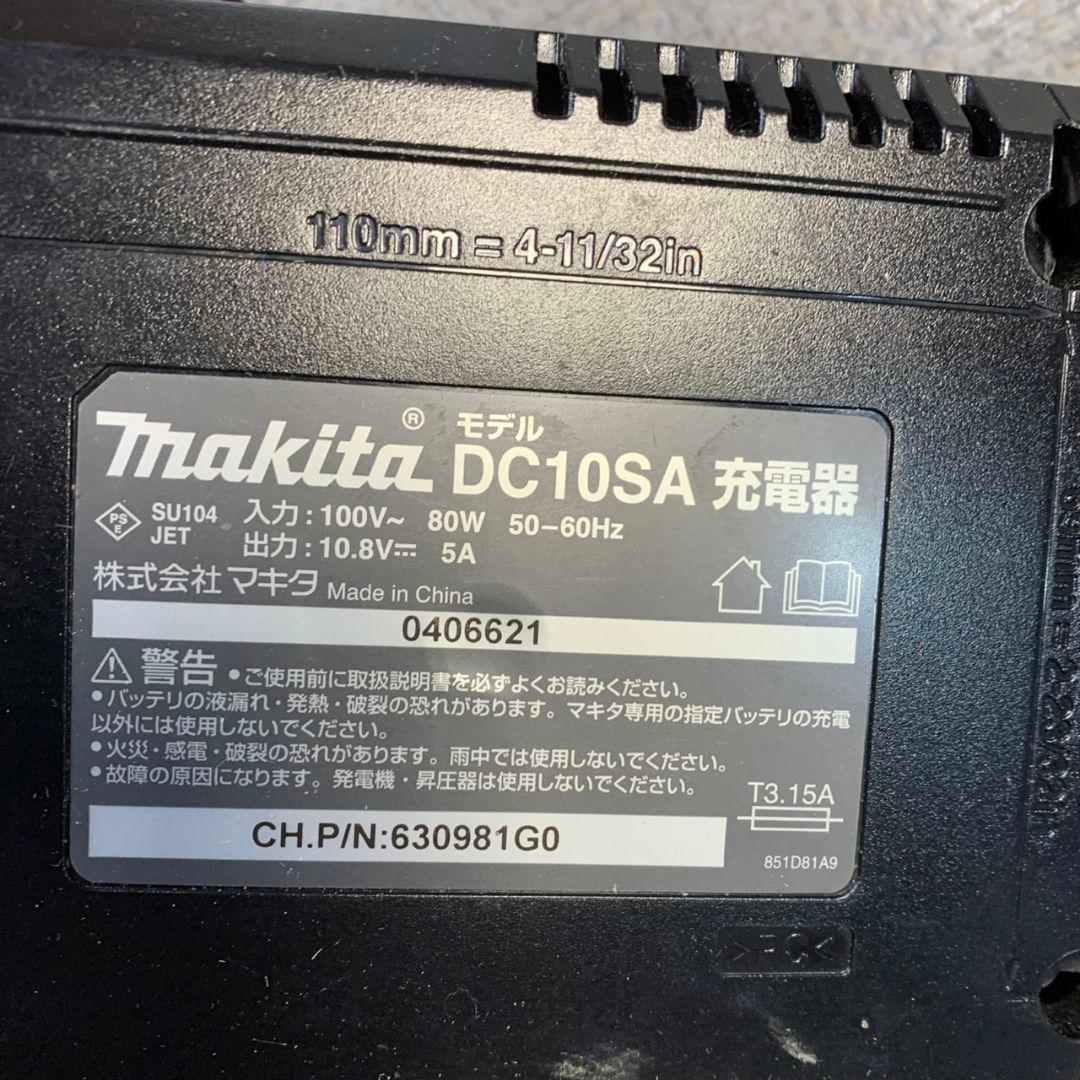 110mm = 4-11/32in
makita® モデル DC10SA 充電器
PSE SU104 JET
入力:100V~ 80W 50-60Hz
出力:10.8V⎓ 5A
株式会社マキタ Made in China
0406621
⚠警告 •ご使用前に取扱説明書を必ずよくお読みください。
•バッテリの液漏れ・発熱・破裂の恐れがあります。マキタ専用の指定バッテリの充電
以外には使用しないでください。
•火災・感電・破裂の恐れがあります。雨中では使用しないでください。
•故障の原因になります。発電機・昇圧器は使用しないでください。
T3.15A
CH.P/N:630981G0
851D81A9
>PC<